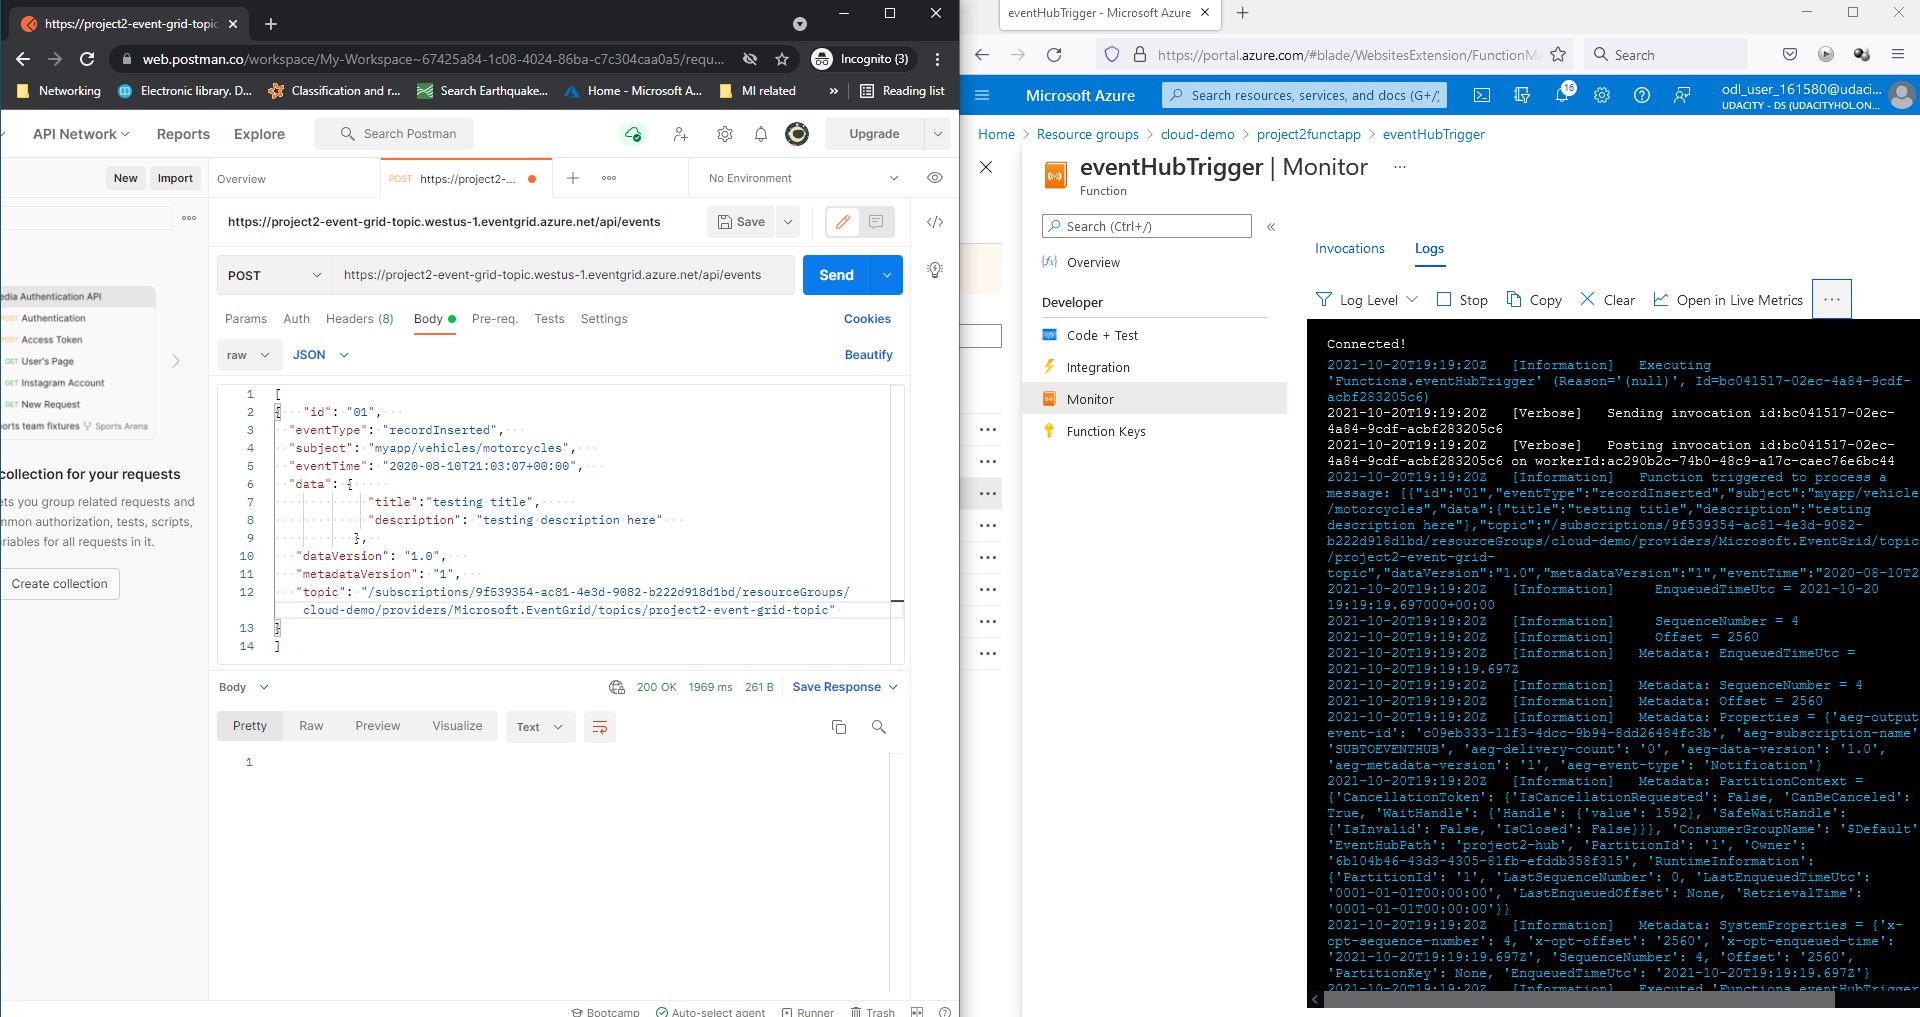 https://project2-event-grid-topic
web.postman.co/workspace/My-Workspace~67425a84-1c08-4024-86ba-c7c304caa0a5/requ...
Incognito (3)
Networking
Electronic library. D...
Classification and r...
Search Earthquake...
Home - Microsoft A...
MI related
»
Reading list
API Network
Reports
Explore
Search Postman
Upgrade
New
Import
Overview
POST https://project2-...
No Environment
https://project2-event-grid-topic.westus-1.eventgrid.azure.net/api/events
Save
POST
https://project2-event-grid-topic.westus-1.eventgrid.azure.net/api/events
Send
Params
Auth
Headers (8)
Body
Pre-req.
Tests
Settings
Cookies
raw
JSON
Beautify
edia Authentication API
POST Authentication
POST Access Token
GET User's Page
GET Instagram Account
GET New Request
orts team fixtures Sports Arena
collection for your requests
ets you group related requests and
mmon authorization, tests, scripts,
riables for all requests in it.
Create collection
1 [
2 { "id": "01",
3 "eventType": "recordInserted",
4 "subject": "myapp/vehicles/motorcycles",
5 "eventTime": "2020-08-10T21:03:07+00:00",
6 "data": {
7 "title":"testing title",
8 "description": "testing description here"
9 },
10 "dataVersion": "1.0",
11 "metadataVersion": "1",
12 "topic": "/subscriptions/9f539354-ac81-4e3d-9082-b222d918d1bd/resourceGroups/
cloud-demo/providers/Microsoft.EventGrid/topics/project2-event-grid-topic"
13 }
14 ]
Body
200 OK
1969 ms
261 B
Save Response
Pretty
Raw
Preview
Visualize
Text
1
Bootcamp
Auto-select agent
Runner
Trash
eventHubTrigger - Microsoft Azure
https://portal.azure.com/#blade/WebsitesExtension/FunctionMe
Search
Microsoft Azure
Search resources, services, and docs (G+/)
16
odl_user_161580@udaci...
UDACITY - DS (UDACITYHOLON...
Home > Resource groups > cloud-demo > project2functapp > eventHubTrigger
eventHubTrigger | Monitor ...
Function
Search (Ctrl+/)
«
Overview
Developer
Code + Test
Integration
Monitor
Function Keys
Invocations
Logs
Log Level
Stop
Copy
Clear
Open in Live Metrics
...
Connected!
2021-10-20T19:19:20Z [Information] Executing
'Functions.eventHubTrigger' (Reason='(null)', Id=bc041517-02ec-4a84-9cdf-
acbf283205c6)
2021-10-20T19:19:20Z [Verbose] Sending invocation id:bc041517-02ec-
4a84-9cdf-acbf283205c6
2021-10-20T19:19:20Z [Verbose] Posting invocation id:bc041517-02ec-
4a84-9cdf-acbf283205c6 on workerId:ac290b2c-74b0-48c9-a17c-caec76e6bc44
2021-10-20T19:19:20Z [Information] Function triggered to process a
message: [{"id":"01","eventType":"recordInserted","subject":"myapp/vehicle
/motorcycles","data":{"title":"testing title","description":"testing
description here"},"topic":"/subscriptions/9f539354-ac81-4e3d-9082-
b222d918d1bd/resourceGroups/cloud-demo/providers/Microsoft.EventGrid/topic
/project2-event-grid-
topic","dataVersion":"1.0","metadataVersion":"1","eventTime":"2020-08-10T2
2021-10-20T19:19:20Z [Information] EnqueuedTimeUtc = 2021-10-20
19:19:19.697000+00:00
2021-10-20T19:19:20Z [Information] SequenceNumber = 4
2021-10-20T19:19:20Z [Information] Offset = 2560
2021-10-20T19:19:20Z [Information] Metadata: EnqueuedTimeUtc =
2021-10-20T19:19:19.697Z
2021-10-20T19:19:20Z [Information] Metadata: SequenceNumber = 4
2021-10-20T19:19:20Z [Information] Metadata: Offset = 2560
2021-10-20T19:19:20Z [Information] Metadata: Properties = {'aeg-output
event-id': 'c09eb333-11f3-4dcc-9b94-8dd26484fc3b', 'aeg-subscription-name'
'SUBTOEVENTHUB', 'aeg-delivery-count': '0', 'aeg-data-version': '1.0',
'aeg-metadata-version': '1', 'aeg-event-type': 'Notification'}
2021-10-20T19:19:20Z [Information] Metadata: PartitionContext =
{'CancellationToken': {'IsCancellationRequested': False, 'CanBeCanceled':
True, 'WaitHandle': {'Handle': {'value': 1592}, 'SafeWaitHandle':
{'IsInvalid': False, 'IsClosed': False}}}, 'ConsumerGroupName': '$Default'
'EventHubPath': 'project2-hub', 'PartitionId': '1', 'Owner':
'6b104b46-43d3-4305-81fb-efddb358f315', 'RuntimeInformation':
{'PartitionId': '1', 'LastSequenceNumber': 0, 'LastEnqueuedTimeUtc':
'0001-01-01T00:00:00', 'LastEnqueuedOffset': None, 'RetrievalTime':
'0001-01-01T00:00:00'}}
2021-10-20T19:19:20Z [Information] Metadata: SystemProperties = {'x-
opt-sequence-number': 4, 'x-opt-offset': '2560', 'x-opt-enqueued-time':
'2021-10-20T19:19:19.697Z', 'SequenceNumber': 4, 'Offset': '2560',
'PartitionKey': None, 'EnqueuedTimeUtc': '2021-10-20T19:19:19.697Z'}
2021-10-20T19:19:20Z [Information] Executed 'Functions.eventHubTrigger